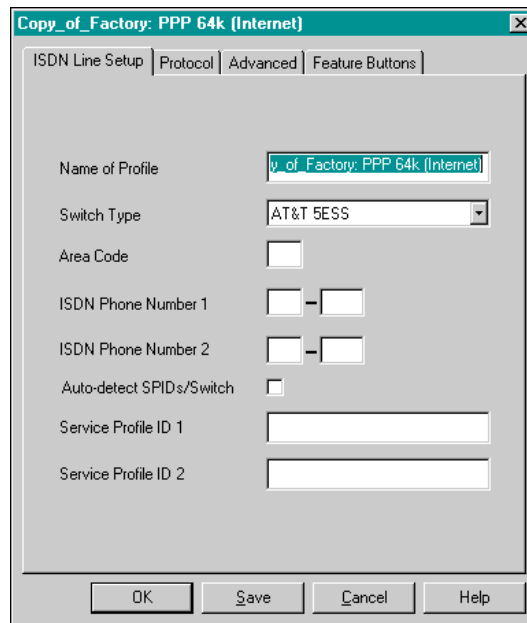 Copy_of_Factory: PPP 64k (Internet)
ISDN Line Setup Protocol Advanced Feature Buttons
Name of Profile y_of_Factory: PPP 64k (Internet)
Switch Type AT&T 5ESS
Area Code
ISDN Phone Number 1 –
ISDN Phone Number 2 –
Auto-detect SPIDs/Switch
Service Profile ID 1
Service Profile ID 2
OK Save Cancel Help